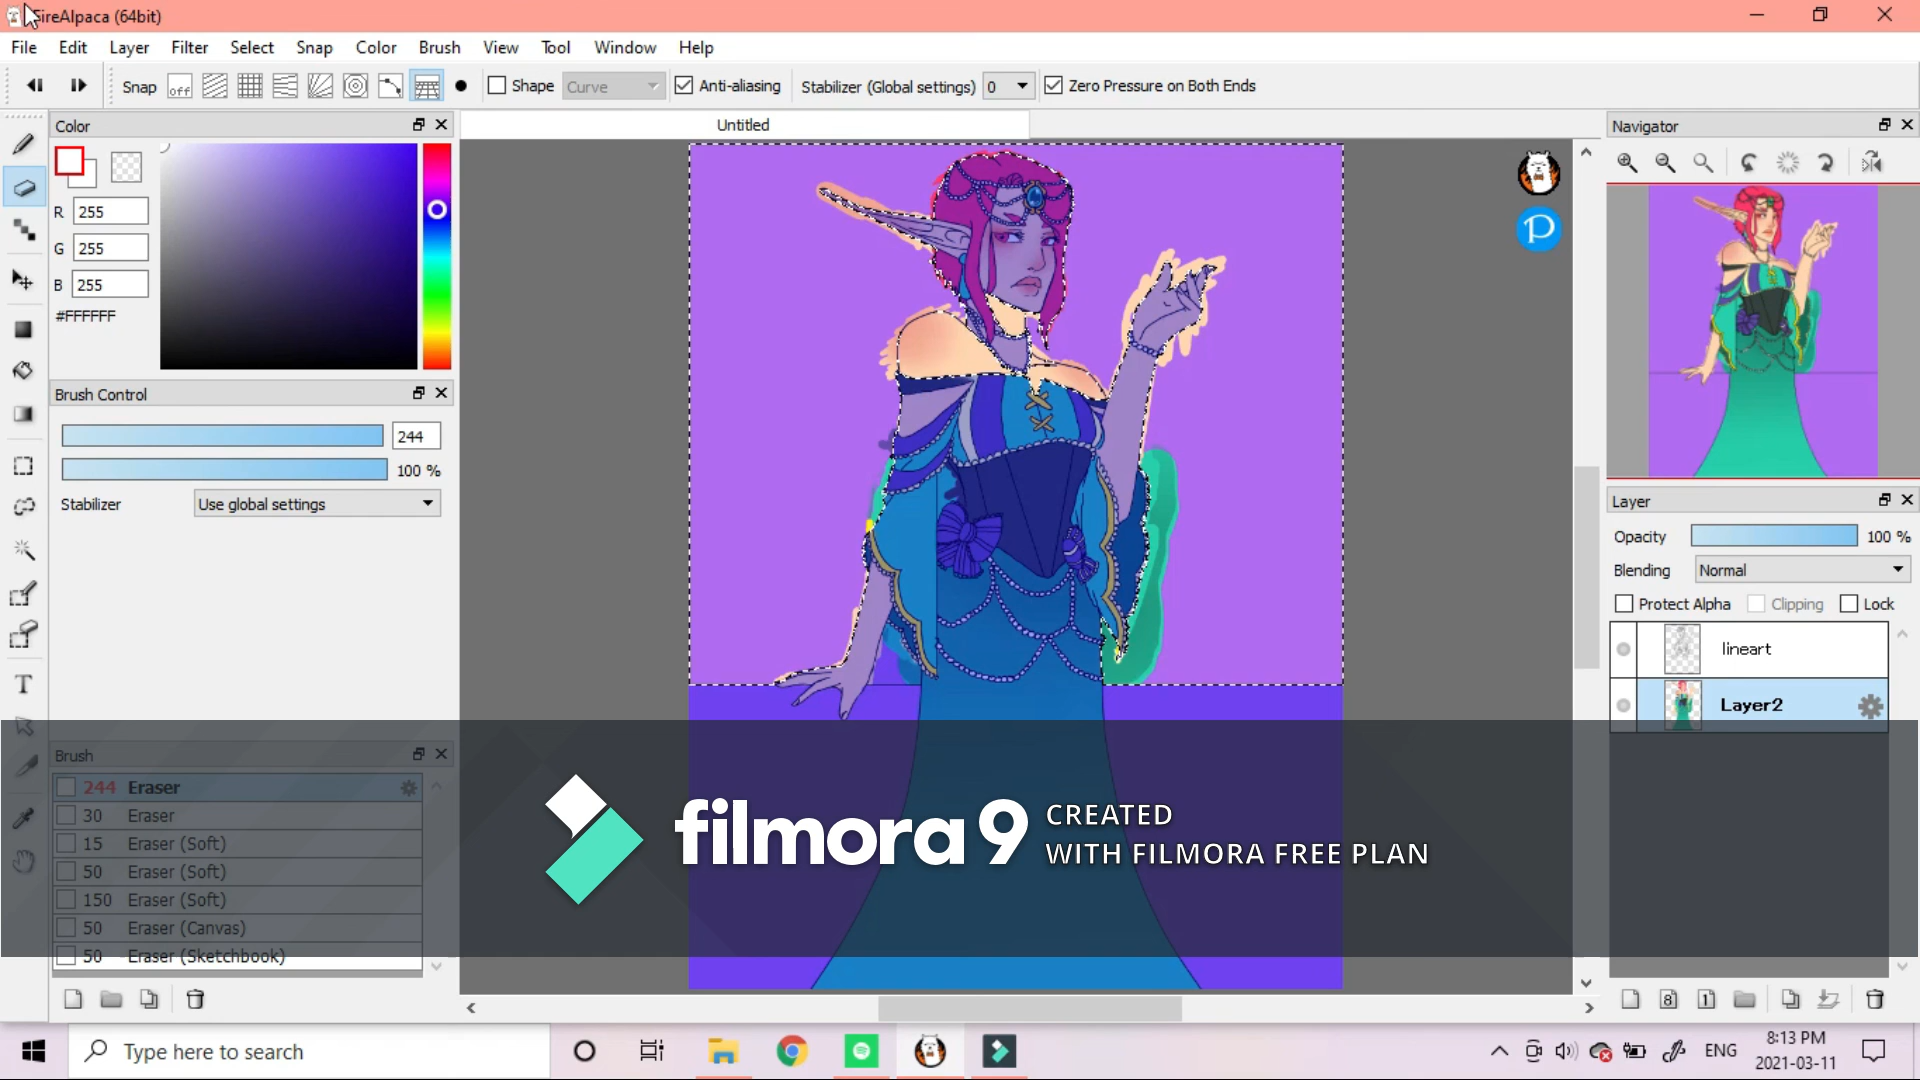 FireAlpaca (64bit)
File Edit Layer Filter Select Snap Color Brush View Tool Window Help
Snap off Shape Curve Anti-aliasing Stabilizer (Global settings) 0 Zero Pressure on Both Ends
Color
Untitled
Navigator
R 255
G 255
B 255
#FFFFFF
Brush Control
244
100 %
Stabilizer Use global settings
P
Layer
Opacity 100 %
Blending Normal
Protect Alpha Clipping Lock
lineart
Layer2
T
Brush
244 Eraser
30 Eraser
15 Eraser (Soft)
50 Eraser (Soft)
150 Eraser (Soft)
50 Eraser (Canvas)
50 Eraser (Sketchbook)
filmora9
CREATED
WITH FILMORA FREE PLAN
8 1
Type here to search
ENG
8:13 PM
2021-03-11